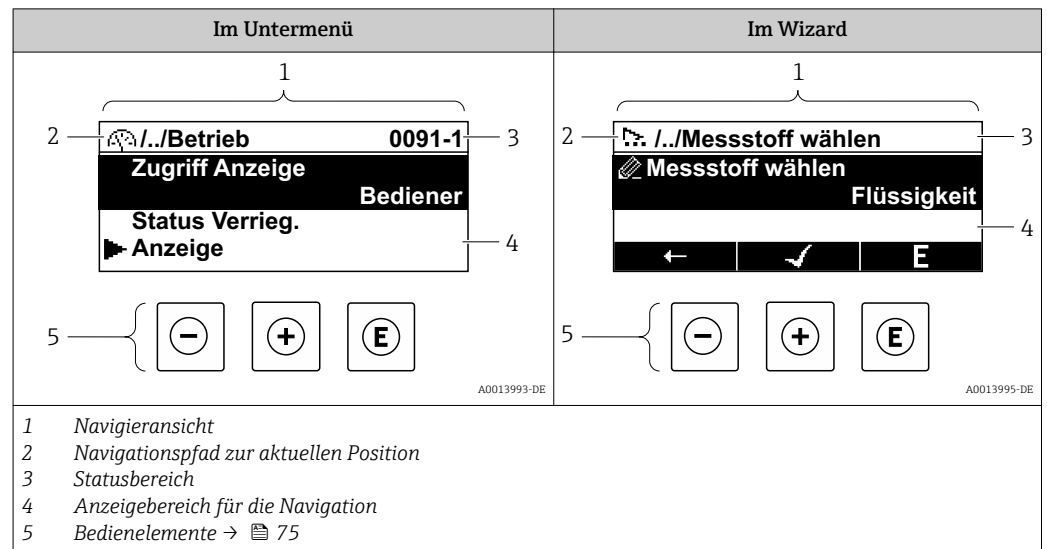 Im Untermenü
Im Wizard
1
2
/../Betrieb 0091-1
3
Zugriff Anzeige
Bediener
Status Verrieg.
Anzeige
4
5
- + E
A0013993-DE
1
2
/../Messstoff wählen
3
Messstoff wählen
Flüssigkeit
4
← ✓ E
5
- + E
A0013995-DE
1 Navigieransicht
2 Navigationspfad zur aktuellen Position
3 Statusbereich
4 Anzeigebereich für die Navigation
5 Bedienelemente → 75